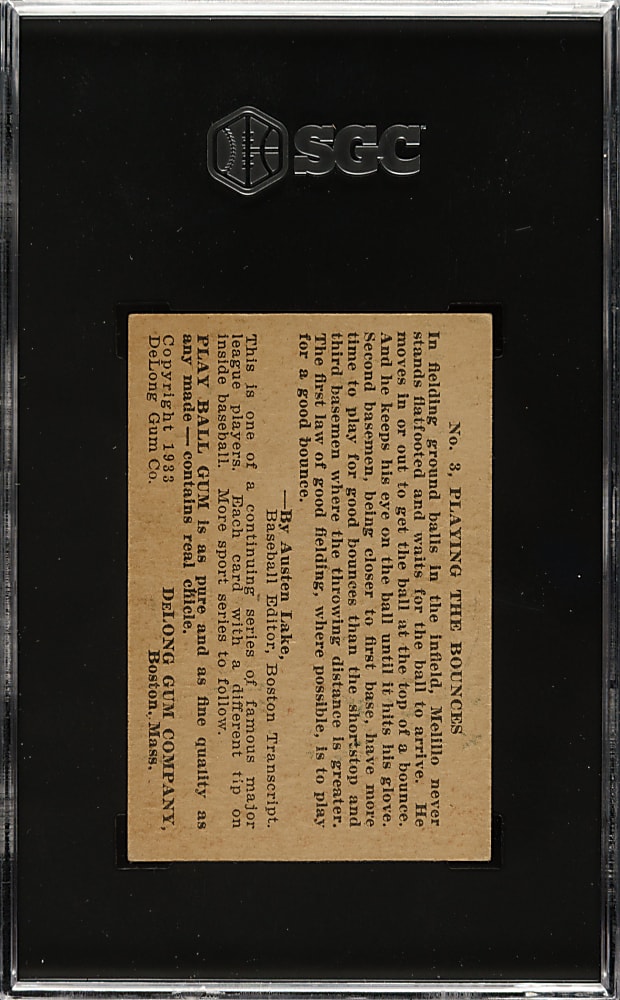 SGC
No. 3, PLAYING THE BOUNCES
In fielding ground balls in the infield, Melillo never
stands flatfooted and waits for the ball to arrive. He
moves in or out to get the ball at the top of a bounce.
And he keeps his eye on the ball until it hits his glove.
Second basemen, being closer to first base, have more
time to play for good bounces than the shortstop and
third basemen where the throwing distance is greater.
The first law of good fielding, where possible, is to play
for a good bounce.
—By Austen Lake,
Baseball Editor, Boston Transcript.
This is one of a continuing series of famous major
league players. Each card with a different tip on
inside baseball. More sport series to follow.
PLAY BALL GUM is as pure and as fine quality as
any made — contains real chicle.
DeLONG GUM COMPANY,
Copyright 1933 Boston, Mass.
DeLong Gum Co.